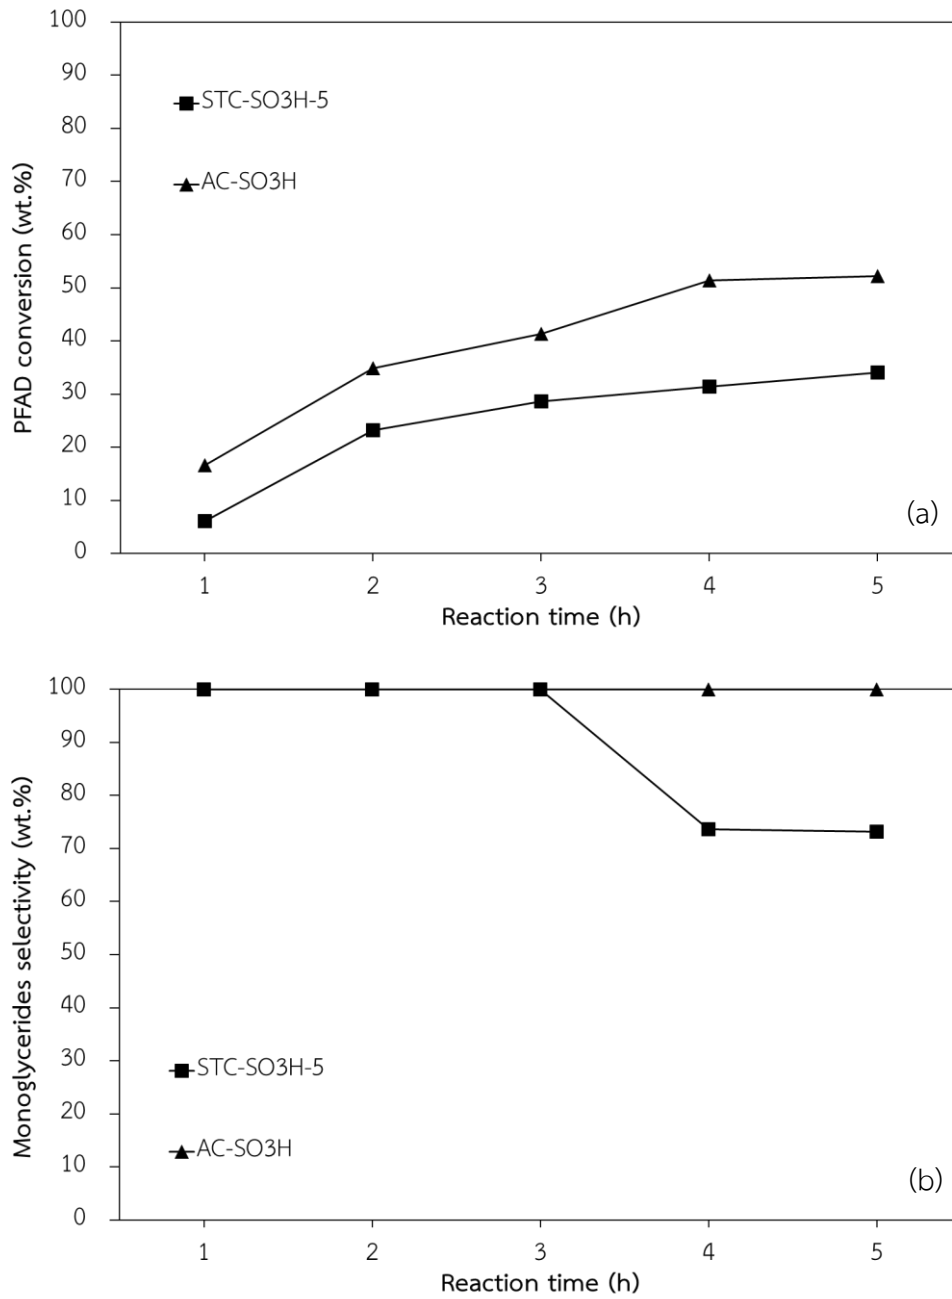 100
90
80
70
60
50
40
30
20
10
0
PFAD conversion (wt.%)
STC-SO3H-5
AC-SO3H
(a)
1 2 3 4 5
Reaction time (h)
100
90
80
70
60
50
40
30
20
10
0
Monoglycerides selectivity (wt.%)
STC-SO3H-5
AC-SO3H
(b)
1 2 3 4 5
Reaction time (h)